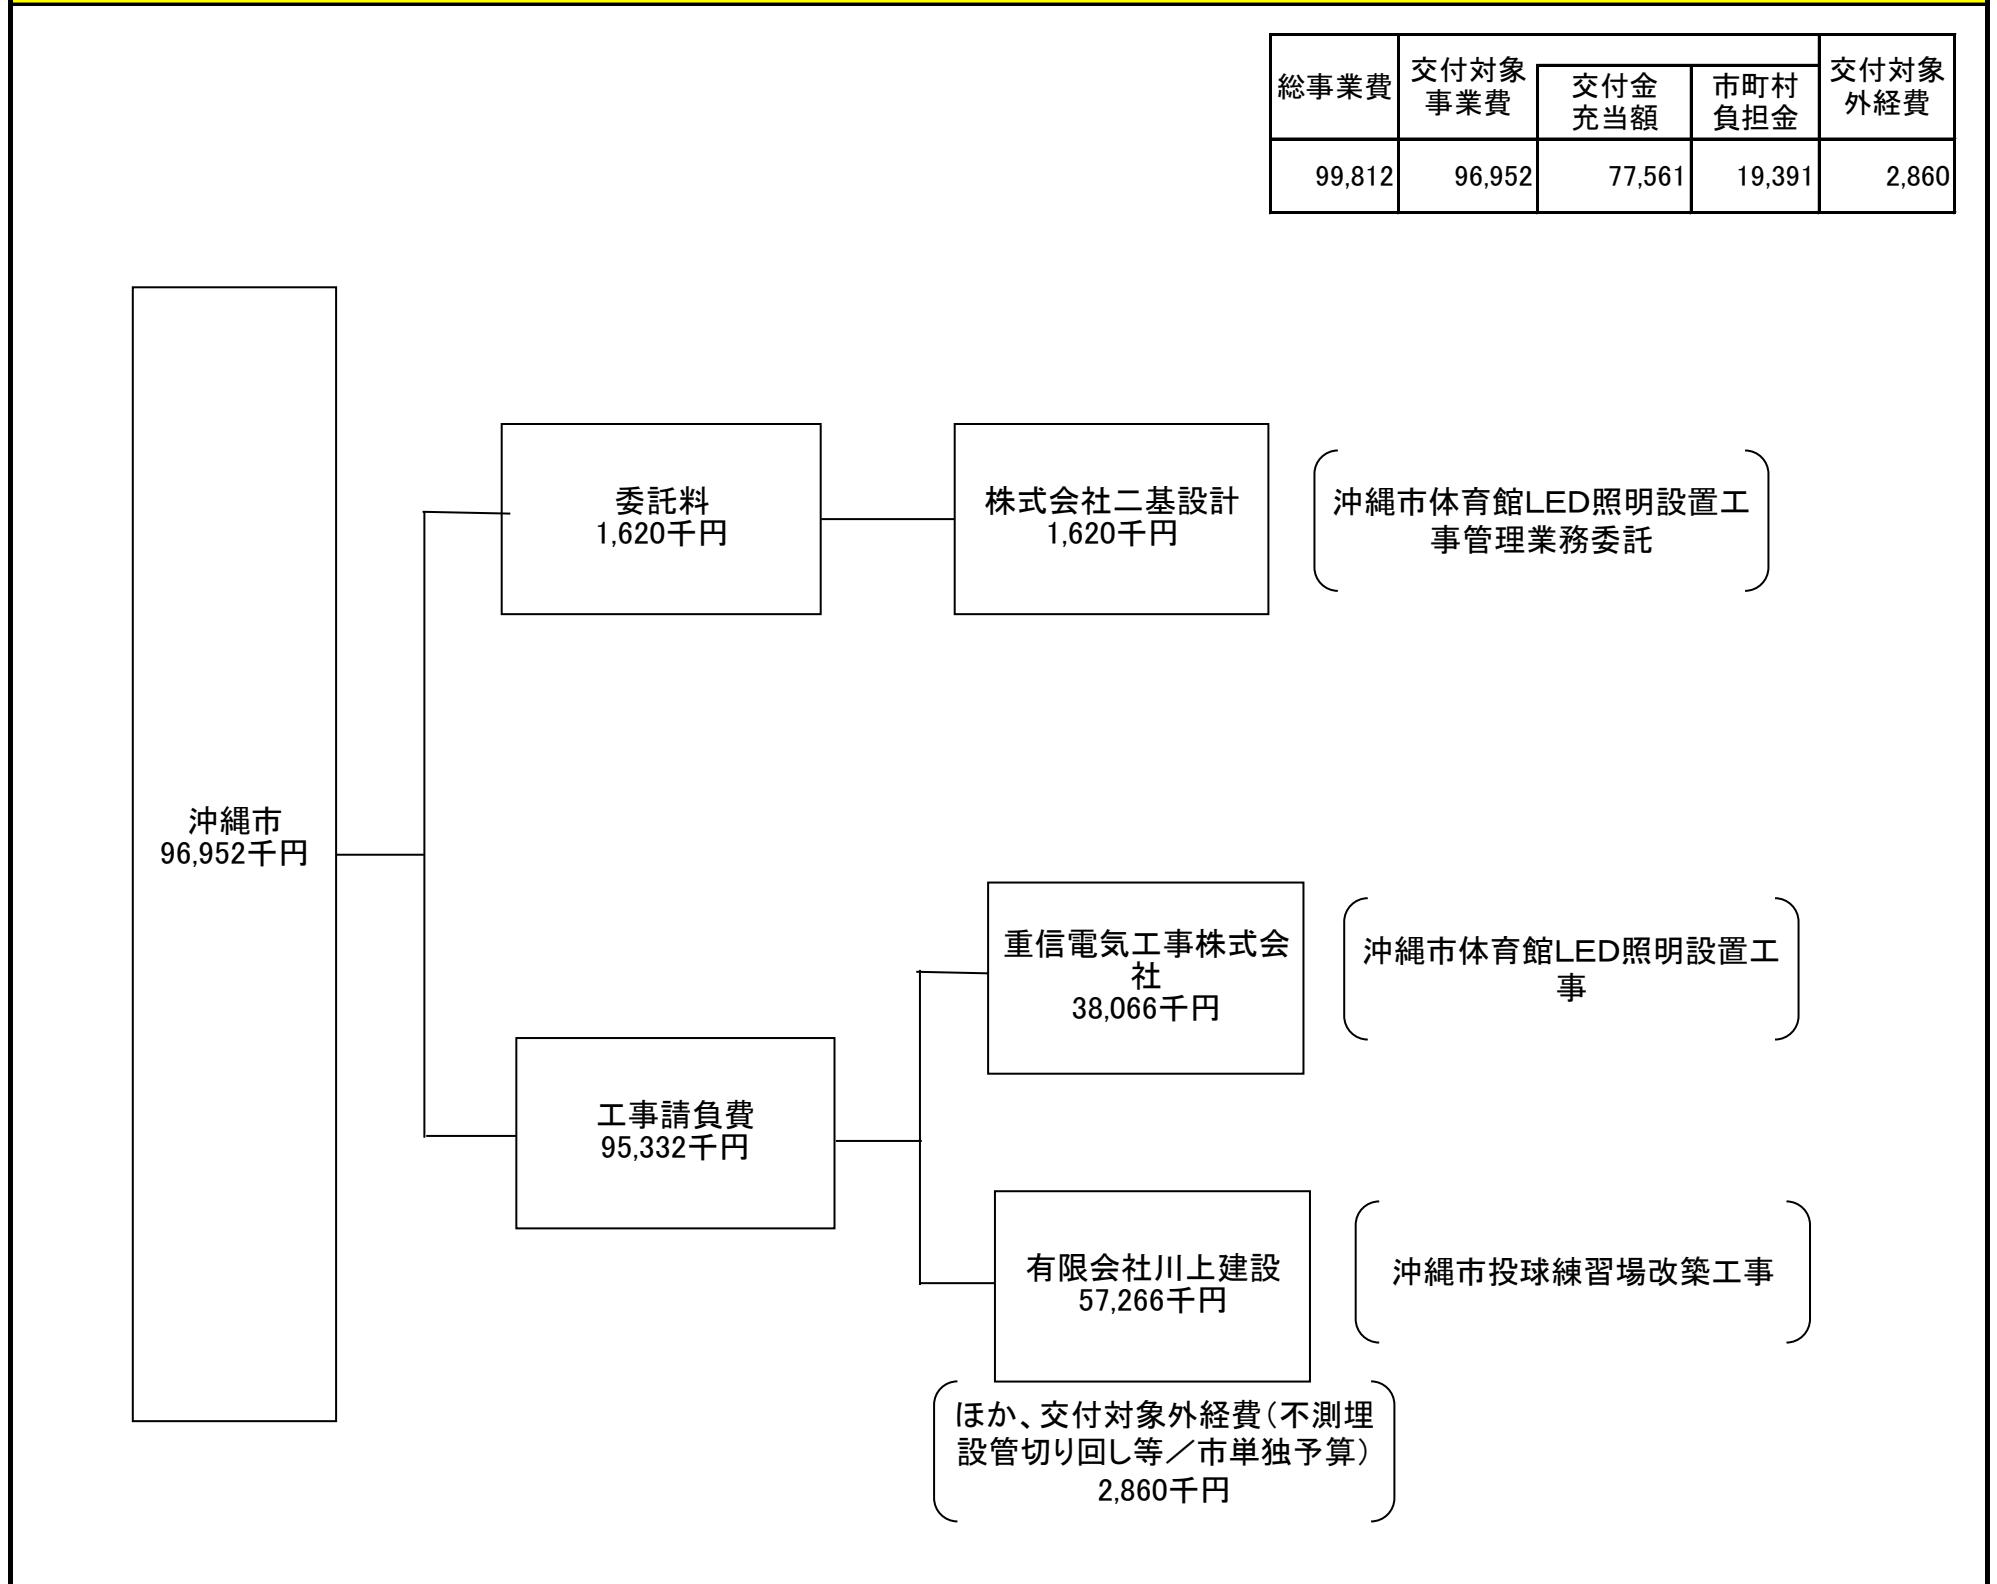 総事業費
交付対象
事業費
交付金
充当額
市町村
負担金
交付対象
外経費
99,812
96,952
77,561
19,391
2,860
委託料
1,620千円
株式会社二基設計
1,620千円
沖縄市体育館LED照明設置工
事管理業務委託
沖縄市
96,952千円
重信電気工事株式会
社
38,066千円
沖縄市体育館LED照明設置工
事
工事請負費
95,332千円
有限会社川上建設
57,266千円
沖縄市投球練習場改築工事
ほか、交付対象外経費(不測埋
設管切り回し等／市単独予算)
2,860千円